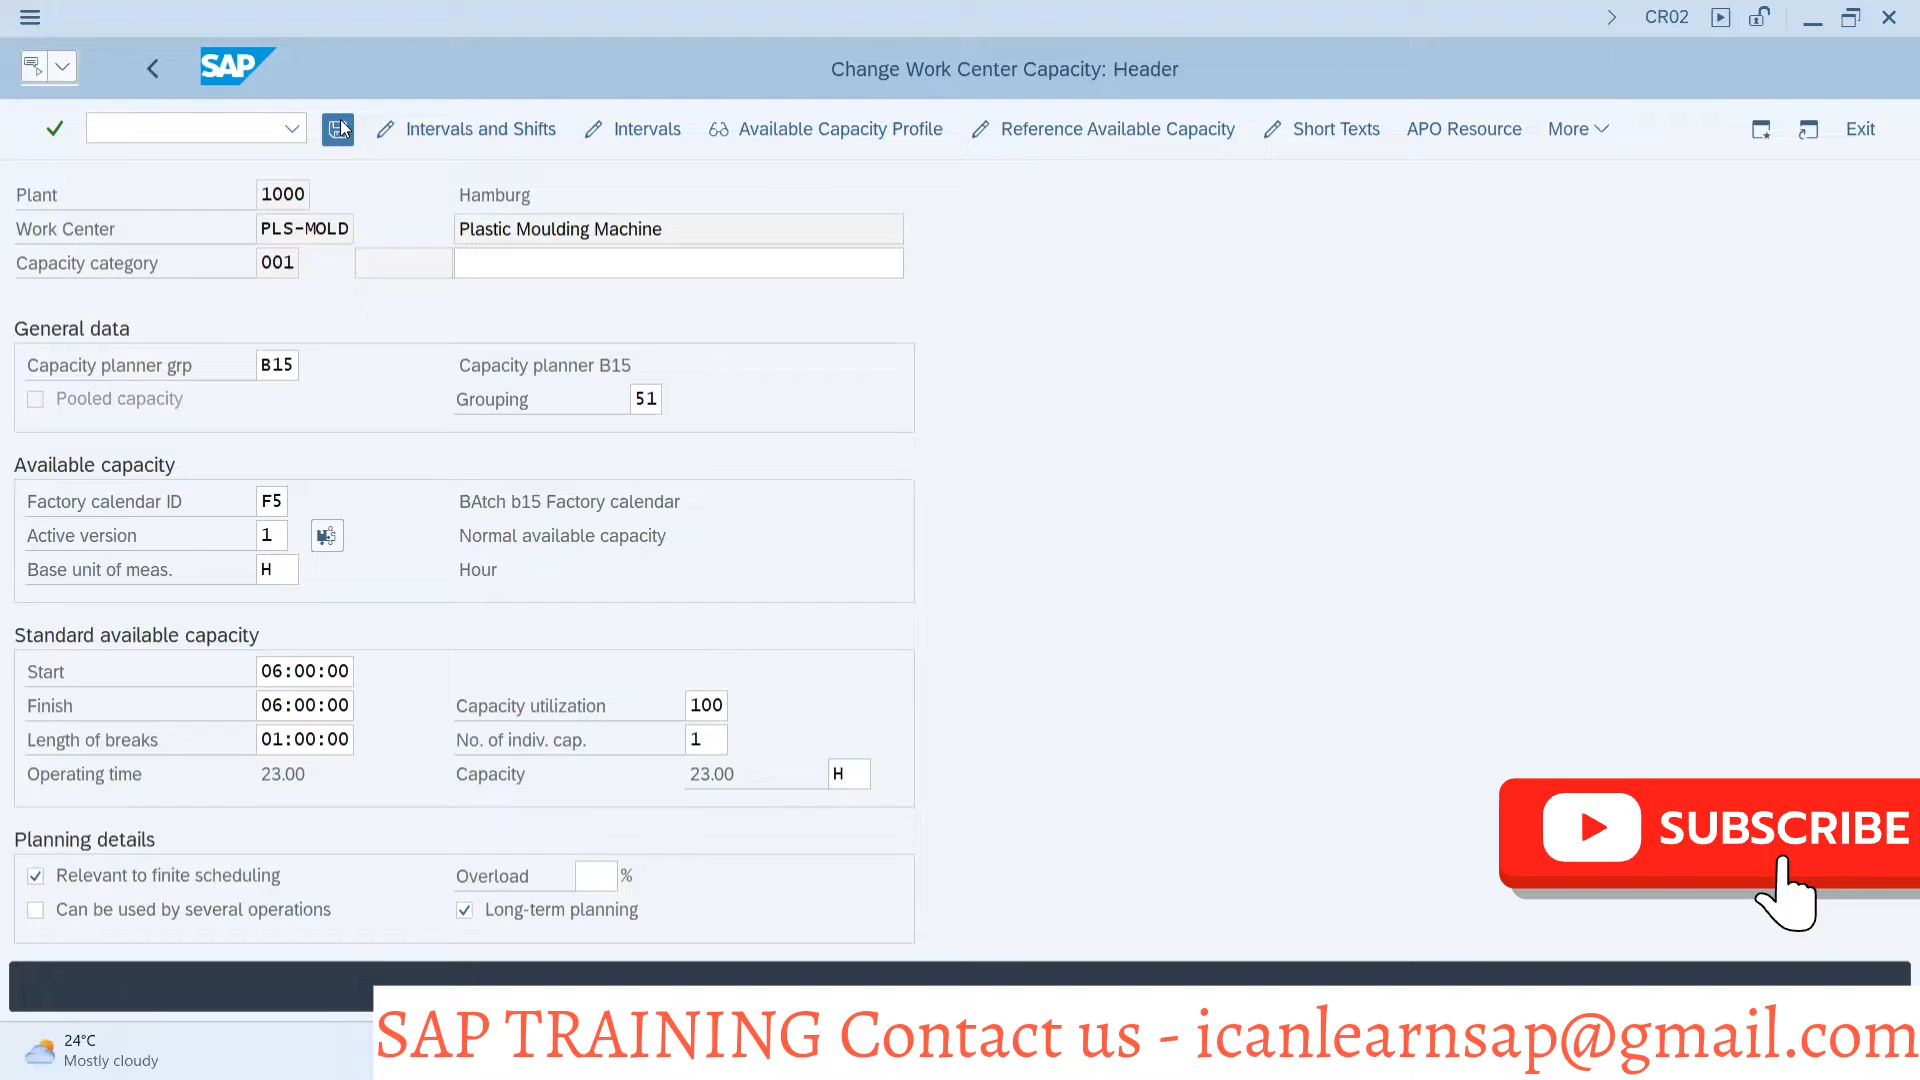 CR02
SAP
Change Work Center Capacity: Header
Intervals and Shifts
Intervals
Available Capacity Profile
Reference Available Capacity
Short Texts
APO Resource
More
Exit
Plant 1000 Hamburg
Work Center PLS-MOLD Plastic Moulding Machine
Capacity category 001
General data
Capacity planner grp B15 Capacity planner B15
Pooled capacity Grouping 51
Available capacity
Factory calendar ID F5 BAtch b15 Factory calendar
Active version 1 Normal available capacity
Base unit of meas. H Hour
Standard available capacity
Start 06:00:00
Finish 06:00:00 Capacity utilization 100
Length of breaks 01:00:00 No. of indiv. cap. 1
Operating time 23.00 Capacity 23.00 H
Planning details
Relevant to finite scheduling Overload %
Can be used by several operations Long-term planning
SUBSCRIBE
SAP TRAINING Contact us - icanlearnsap@gmail.com
24°C
Mostly cloudy